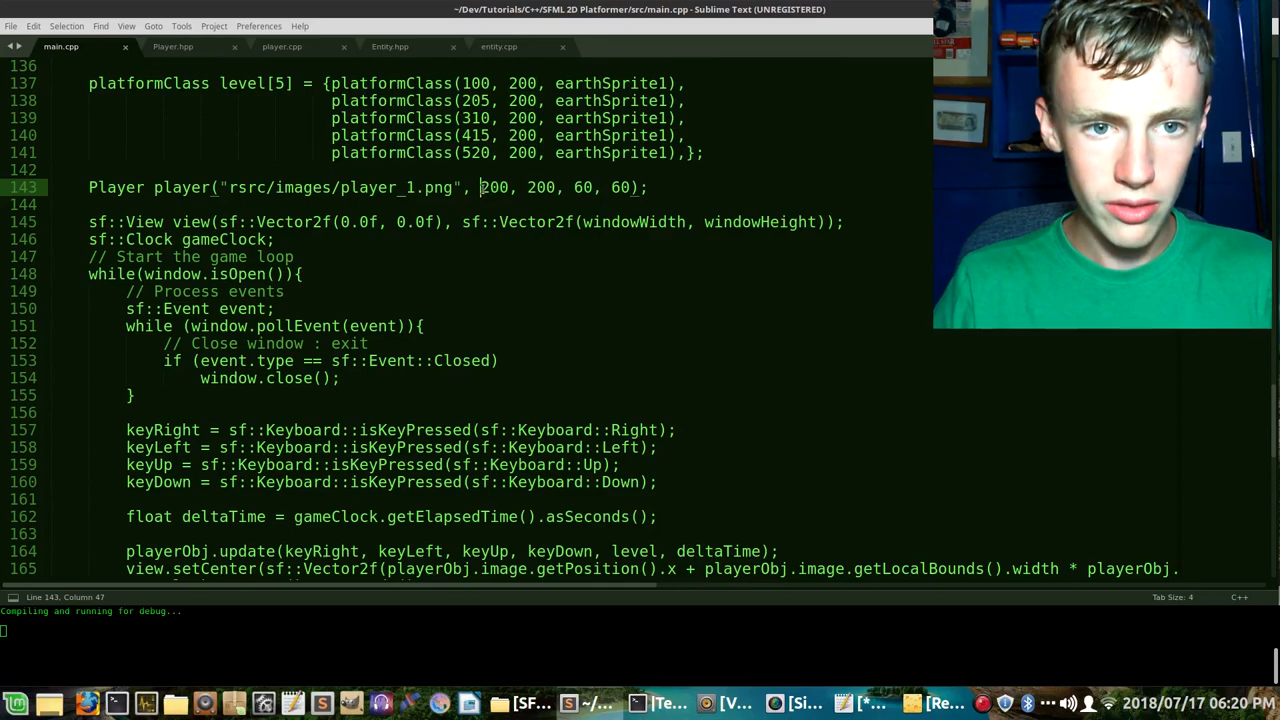 ~/Dev/Tutorials/C++/SFML 2D Platformer/src/main.cpp - Sublime Text (UNREGISTERED)
File Edit Selection Find View Goto Tools Project Preferences Help
main.cpp × Player.hpp × player.cpp × Entity.hpp × entity.cpp ×
136
137 platformClass level[5] = {platformClass(100, 200, earthSprite1),
138 platformClass(205, 200, earthSprite1),
139 platformClass(310, 200, earthSprite1),
140 platformClass(415, 200, earthSprite1),
141 platformClass(520, 200, earthSprite1),};
142
143 Player player("rsrc/images/player_1.png", 200, 200, 60, 60);
144
145 sf::View view(sf::Vector2f(0.0f, 0.0f), sf::Vector2f(windowWidth, windowHeight));
146 sf::Clock gameClock;
147 // Start the game loop
148 while(window.isOpen()){
149 // Process events
150 sf::Event event;
151 while (window.pollEvent(event)){
152 // Close window : exit
153 if (event.type == sf::Event::Closed)
154 window.close();
155 }
156
157 keyRight = sf::Keyboard::isKeyPressed(sf::Keyboard::Right);
158 keyLeft = sf::Keyboard::isKeyPressed(sf::Keyboard::Left);
159 keyUp = sf::Keyboard::isKeyPressed(sf::Keyboard::Up);
160 keyDown = sf::Keyboard::isKeyPressed(sf::Keyboard::Down);
161
162 float deltaTime = gameClock.getElapsedTime().asSeconds();
163
164 playerObj.update(keyRight, keyLeft, keyUp, keyDown, level, deltaTime);
165 view.setCenter(sf::Vector2f(playerObj.image.getPosition().x + playerObj.image.getLocalBounds().width * playerObj.
Line 143, Column 47 Tab Size: 4 C++
Compiling and running for debug...
[SF... ~/... |Te... [V... [Si... [*... [Re... 2018/07/17 06:20 PM